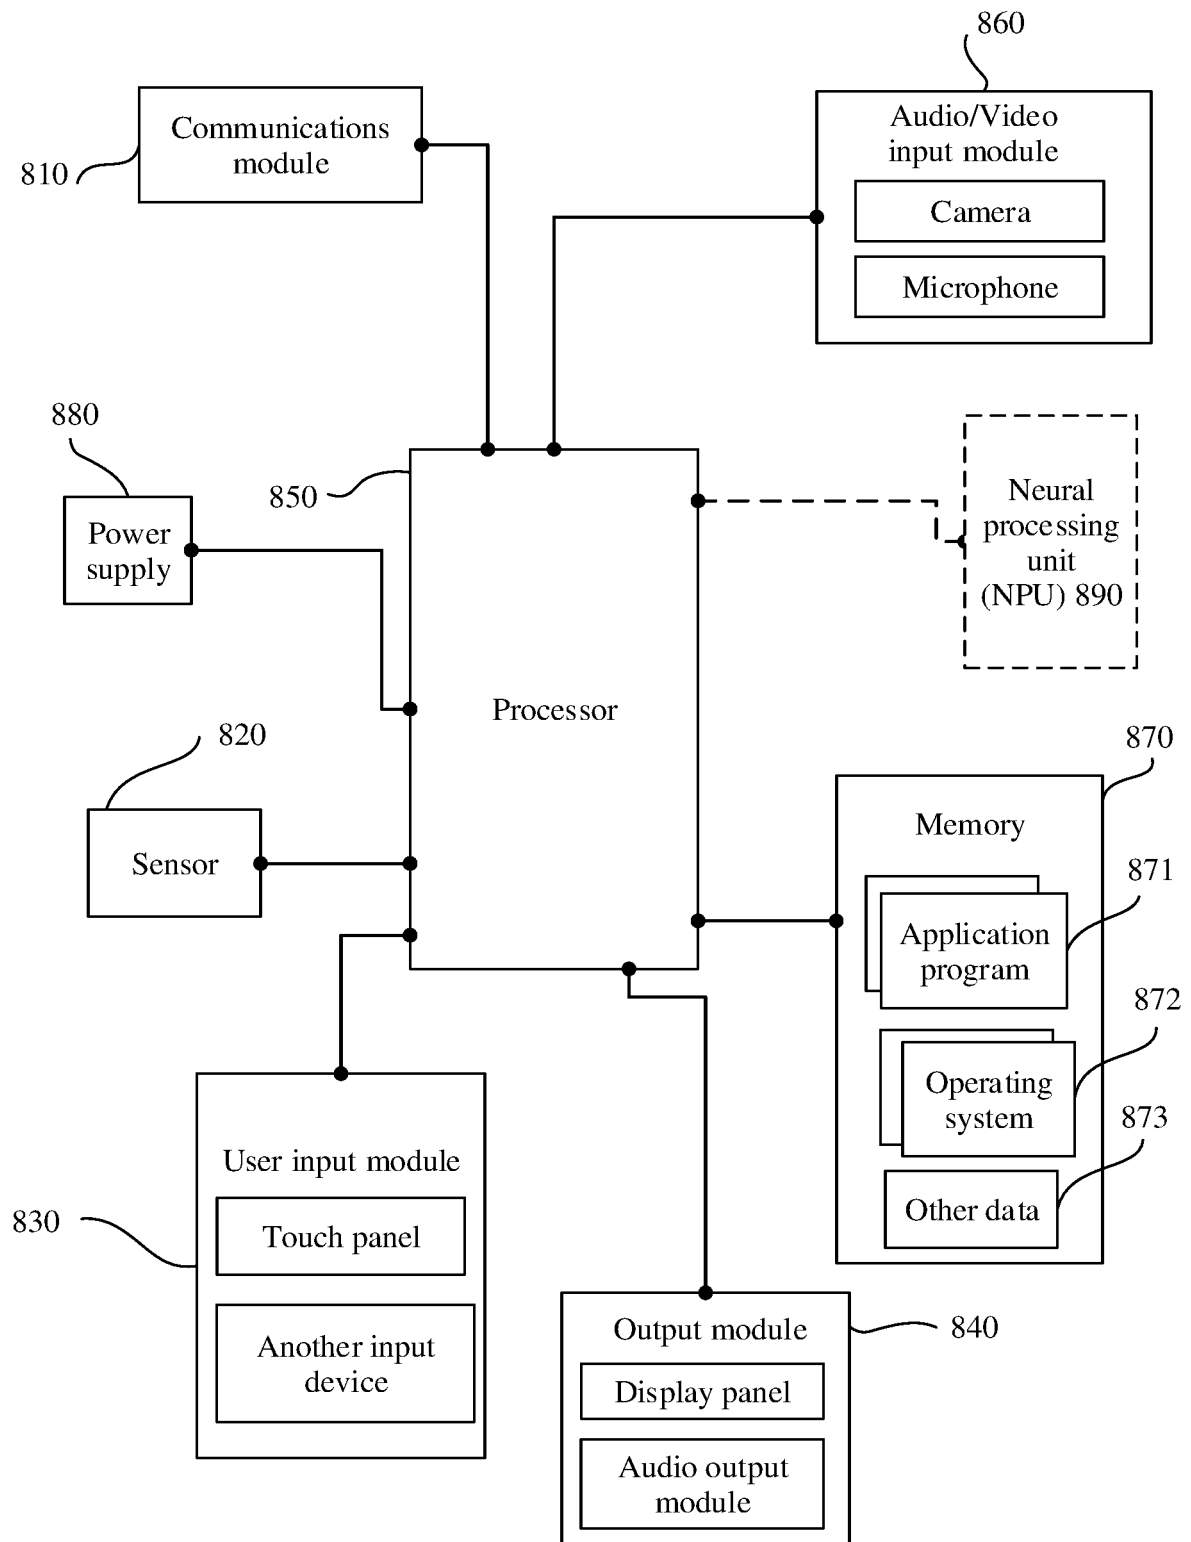 860
Communications
module
810
Audio/Video
input module
Camera
Microphone
880
Power
supply
850
Neural
processing
unit
(NPU) 890
Processor
820
Sensor
870
Memory
871
Application
program
872
Operating
system
873
Other data
User input module
830
Touch panel
Another input
device
Output module
840
Display panel
Audio output
module